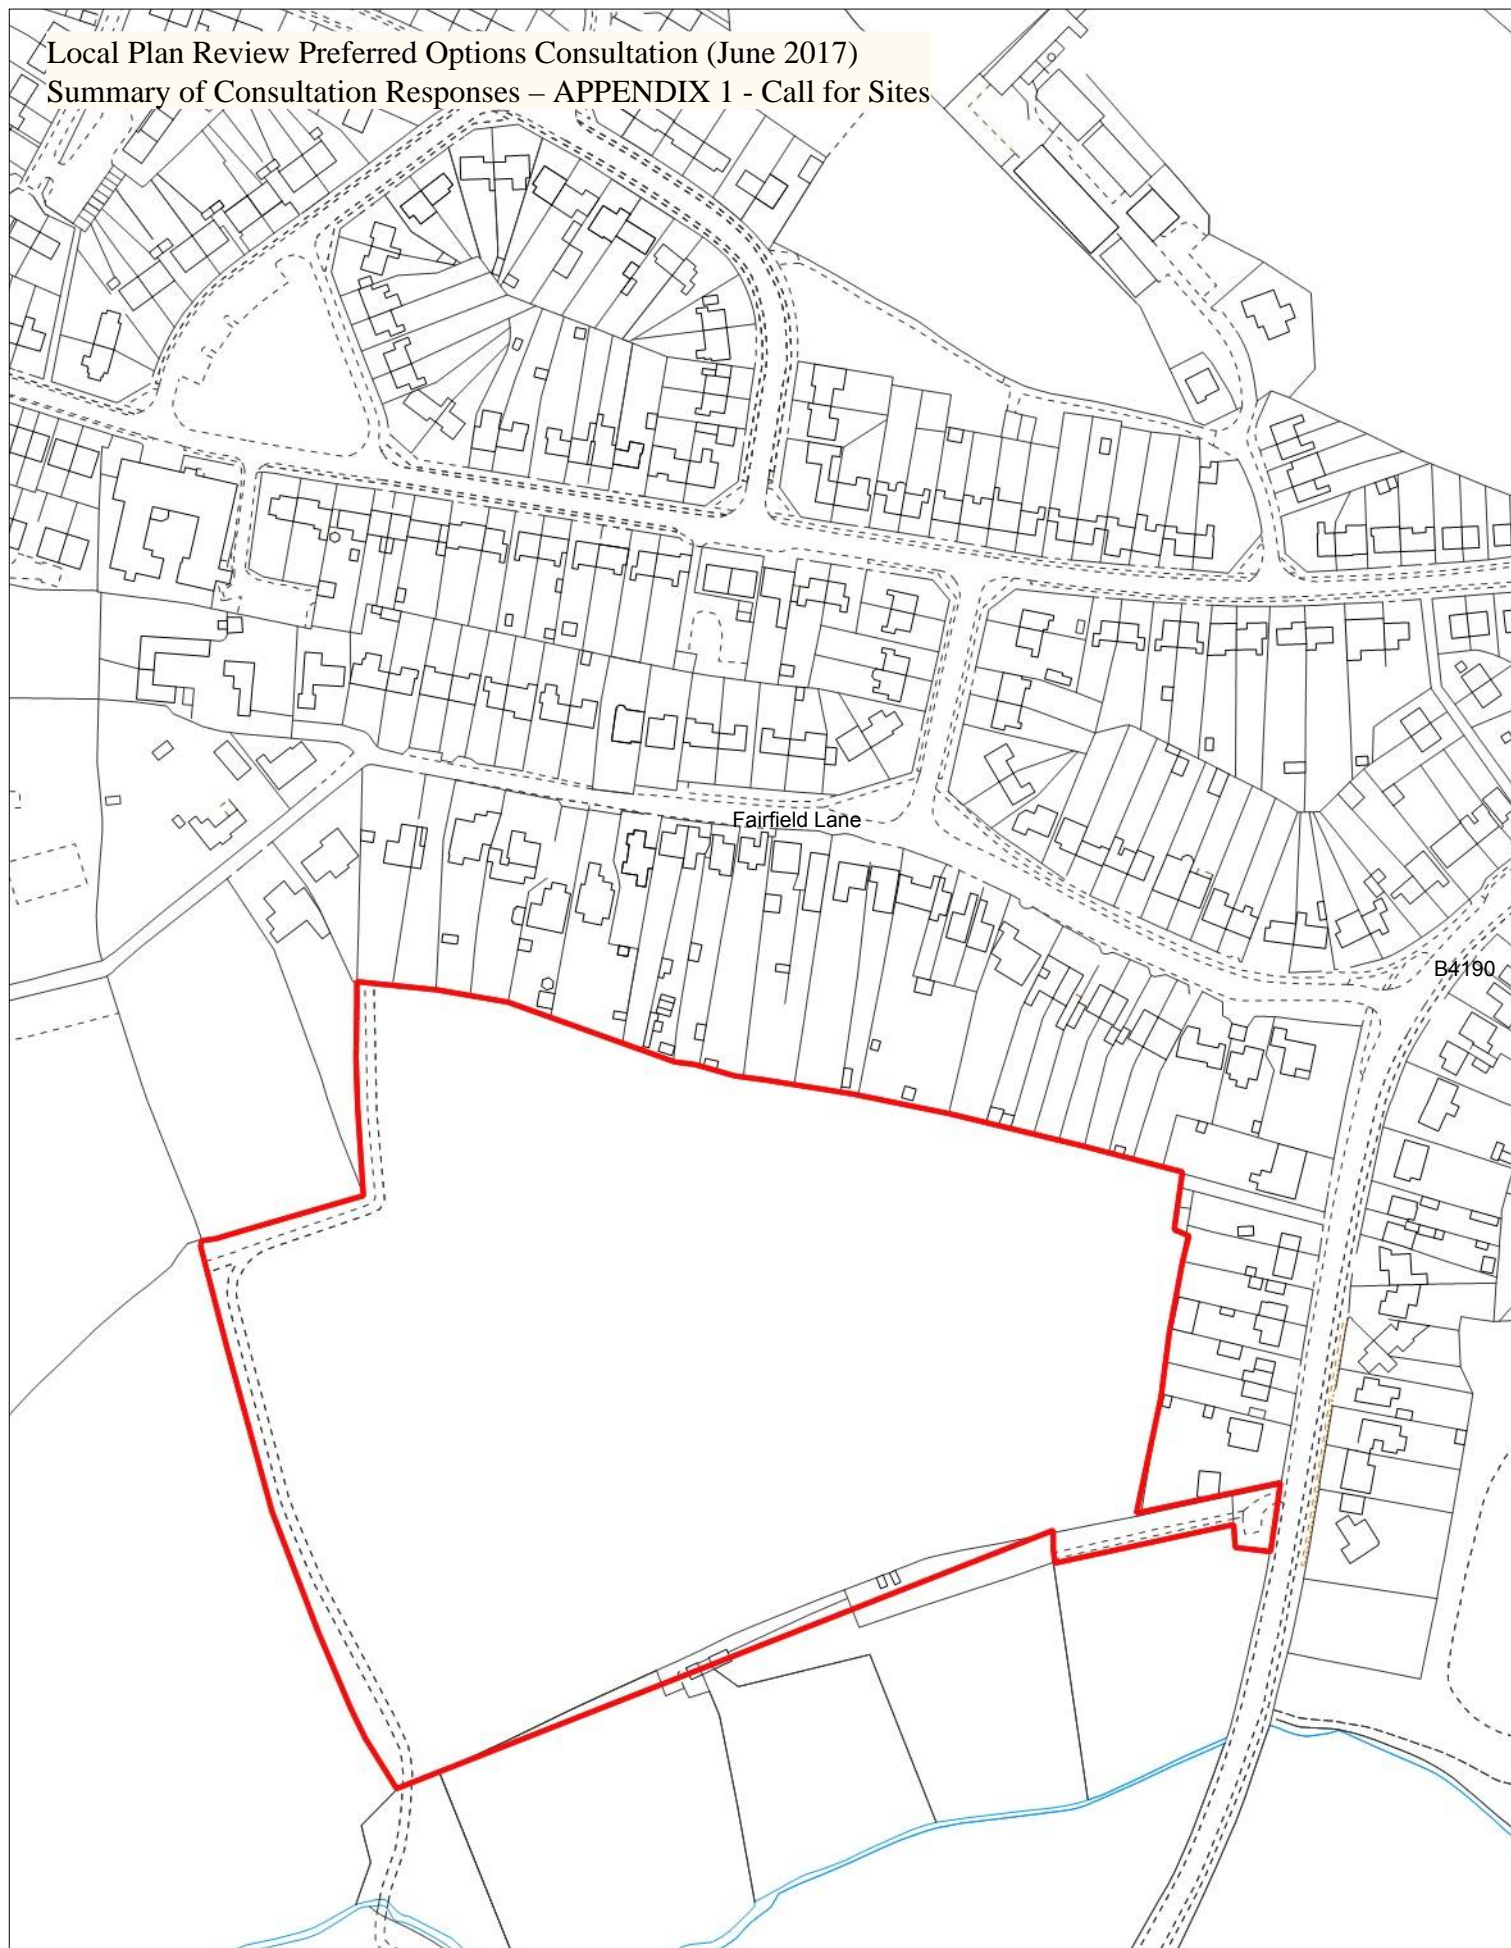 Local Plan Review Preferred Options Consultation (June 2017)
Summary of Consultation Responses – APPENDIX 1 - Call for Sites
Fairfield Lane
B4190